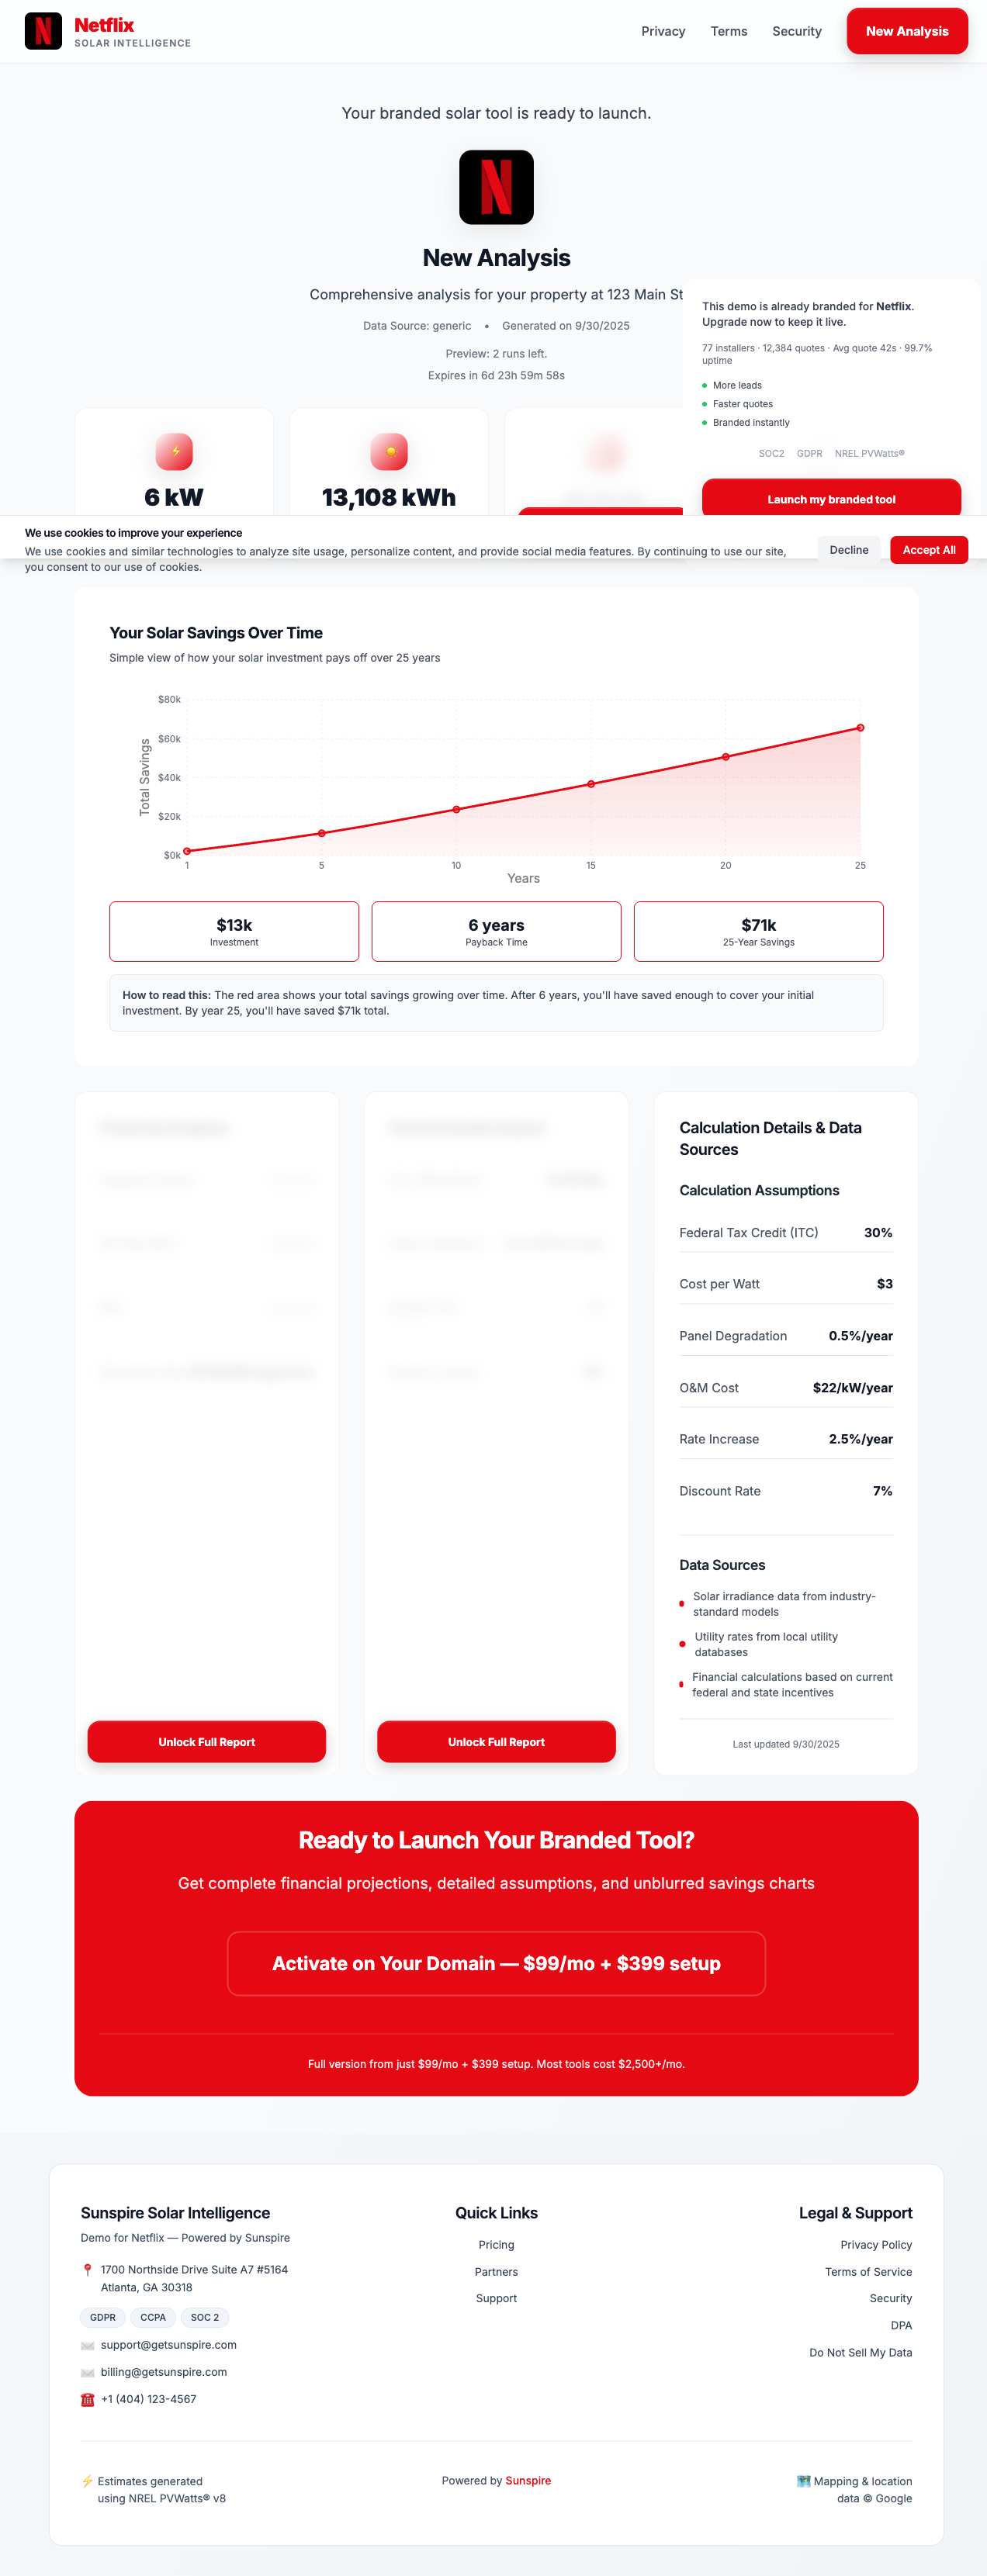 Netflix
SOLAR INTELLIGENCE
Privacy
Terms
Security
New Analysis
Your branded solar tool is ready to launch.
New Analysis
Comprehensive analysis for your property at 123 Main St
Data Source: generic • Generated on 9/30/2025
Preview: 2 runs left.
Expires in 6d 23h 59m 58s
This demo is already branded for Netflix.
Upgrade now to keep it live.
77 installers · 12,384 quotes · Avg quote 42s · 99.7%
uptime
More leads
Faster quotes
Branded instantly
SOC2 GDPR NREL PVWatts®
Launch my branded tool
6 kW
13,108 kWh
We use cookies to improve your experience
We use cookies and similar technologies to analyze site usage, personalize content, and provide social media features. By continuing to use our site,
you consent to our use of cookies.
Decline
Accept All
Your Solar Savings Over Time
Simple view of how your solar investment pays off over 25 years
$80k
$60k
$40k
$20k
$0k
Total Savings
1 5 10 15 20 25
Years
$13k
Investment
6 years
Payback Time
$71k
25-Year Savings
How to read this: The red area shows your total savings growing over time. After 6 years, you'll have saved enough to cover your initial
investment. By year 25, you'll have saved $71k total.
Unlock Full Report
Unlock Full Report
Calculation Details & Data
Sources
Calculation Assumptions
Federal Tax Credit (ITC) 30%
Cost per Watt $3
Panel Degradation 0.5%/year
O&M Cost $22/kW/year
Rate Increase 2.5%/year
Discount Rate 7%
Data Sources
Solar irradiance data from industry-
standard models
Utility rates from local utility
databases
Financial calculations based on current
federal and state incentives
Last updated 9/30/2025
Ready to Launch Your Branded Tool?
Get complete financial projections, detailed assumptions, and unblurred savings charts
Activate on Your Domain — $99/mo + $399 setup
Full version from just $99/mo + $399 setup. Most tools cost $2,500+/mo.
Sunspire Solar Intelligence
Demo for Netflix — Powered by Sunspire
1700 Northside Drive Suite A7 #5164
Atlanta, GA 30318
GDPR CCPA SOC 2
support@getsunspire.com
billing@getsunspire.com
+1 (404) 123-4567
Quick Links
Pricing
Partners
Support
Legal & Support
Privacy Policy
Terms of Service
Security
DPA
Do Not Sell My Data
Estimates generated
using NREL PVWatts® v8
Powered by Sunspire
Mapping & location
data © Google